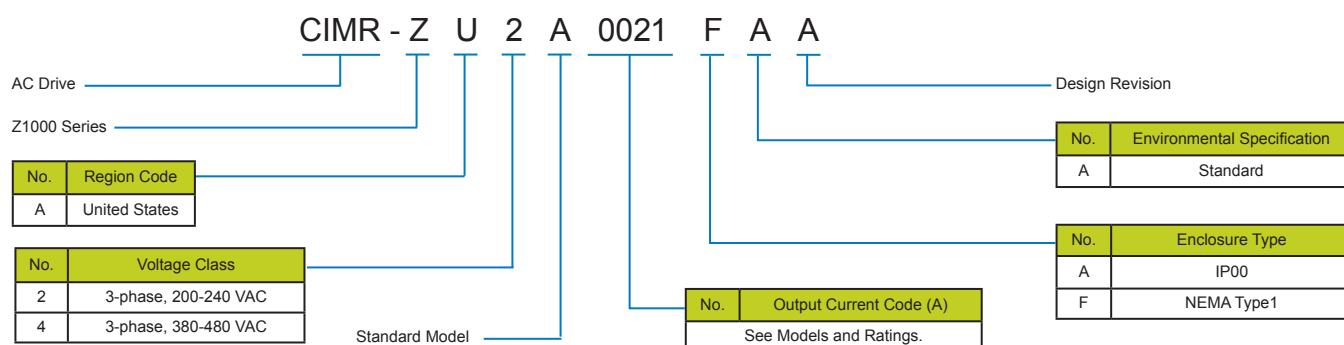 CIMR - Z U 2 A 0021 F A A
AC Drive
Design Revision
Z1000 Series
No. Environmental Specification
A Standard
No. Region Code
A United States
No. Enclosure Type
A IP00
F NEMA Type1
No. Voltage Class
2 3-phase, 200-240 VAC
4 3-phase, 380-480 VAC
No. Output Current Code (A)
See Models and Ratings.
Standard Model